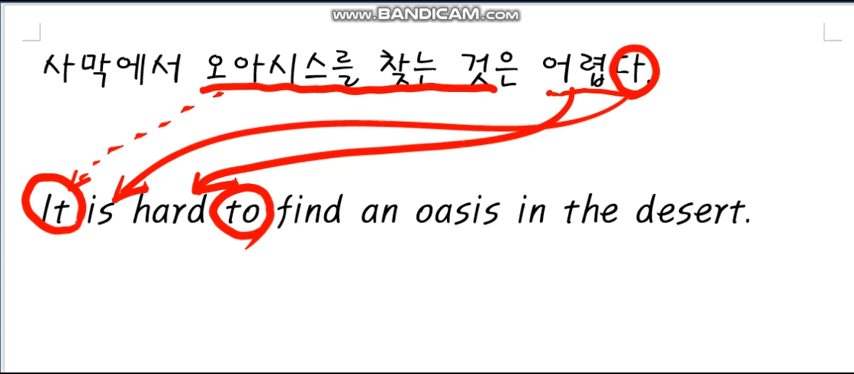 www.BANDICAM.com
사막에서 오아시스를 찾는 것은 어렵다.
It is hard to find an oasis in the desert.